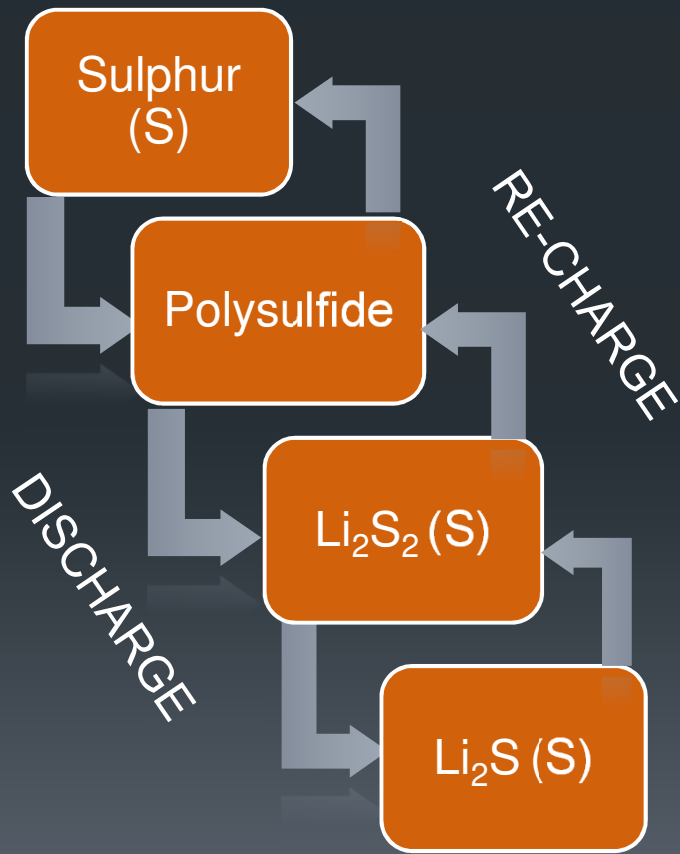 Sulphur
(S)
RE-CHARGE
Polysulfide
DISCHARGE
Li₂S₂ (S)
Li₂S (S)